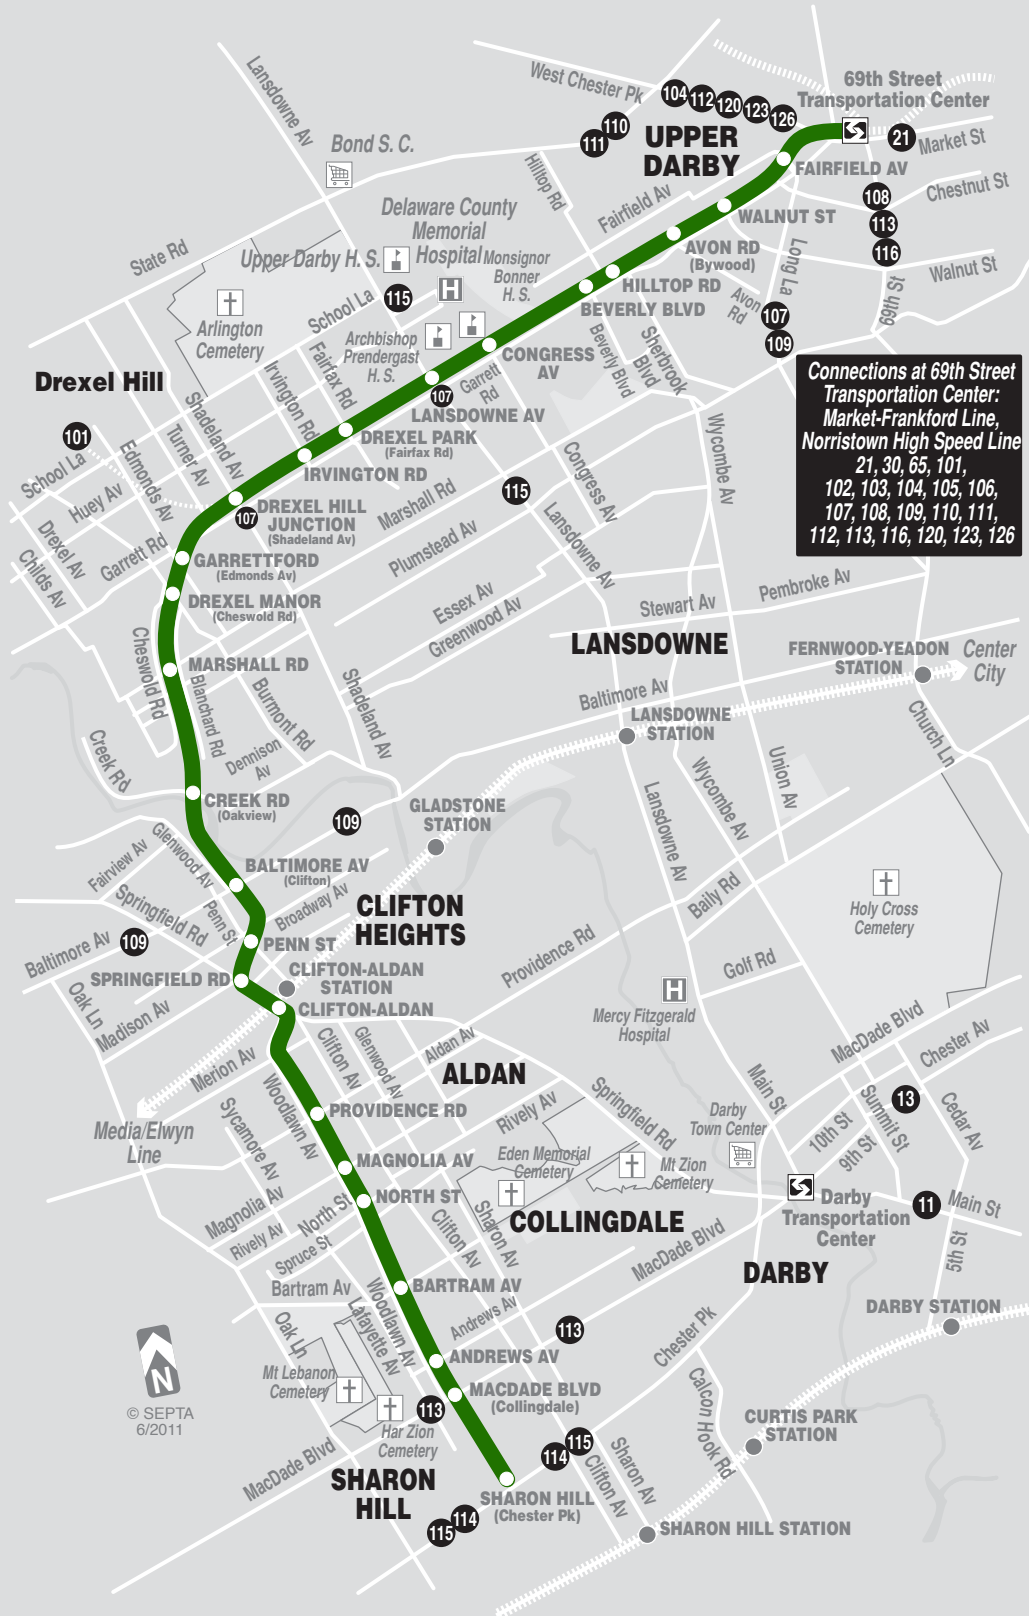 69th Street
Transportation Center
West Chester Pk
104
112
120
123
126
110
111
UPPER
DARBY
21
Market St
Lansdowne Av
Bond S. C.
FAIRFIELD AV
Hilltop Rd
Fairfield Av
108
Chestnut St
113
116
WALNUT ST
Delaware County
Memorial
Hospital
H
State Rd
Upper Darby H. S.
Monsignor
Bonner
H. S.
AVON RD
(Bywood)
Long La
Walnut St
HILLTOP RD
Avon
Rd
69th St
School La
115
BEVERLY BLVD
107
109
Arlington
Cemetery
Archbishop
Prendergast
H. S.
Fairfax Rd
Irvington Rd
CONGRESS
AV
Beverly Blvd
Sherbrook
Blvd
Connections at 69th Street
Transportation Center:
Market-Frankford Line,
Norristown High Speed Line
21, 30, 65, 101,
102, 103, 104, 105, 106,
107, 108, 109, 110, 111,
112, 113, 116, 120, 123, 126
Drexel Hill
Garrett
Rd
107
LANSDOWNE AV
Shadeland Av
Turner Av
Edmonds Av
101
School La
DREXEL PARK
(Fairfax Rd)
IRVINGTON RD
Wycombe Av
Congress Av
115
Lansdowne Av
Huey Av
Marshall Rd
DREXEL HILL
JUNCTION
(Shadeland Av)
107
Drexel Av
Childs Av
Garrett Rd
Plumstead Av
GARRETTFORD
(Edmonds Av)
DREXEL MANOR
(Cheswold Rd)
Essex Av
Greenwood Av
Stewart Av
Pembroke Av
LANSDOWNE
FERNWOOD-YEADON
STATION
Center
City
Cheswold Rd
MARSHALL RD
Blanchard Rd
Burmont Rd
Shadeland Av
Baltimore Av
LANSDOWNE
STATION
Church Ln
Creek Rd
Dennison
Av
Union Av
Wycombe Av
Lansdowne Av
CREEK RD
(Oakview)
109
GLADSTONE
STATION
Glenwood Av
Fairview Av
BALTIMORE AV
(Clifton)
Broadway Av
CLIFTON
HEIGHTS
Baily Rd
Holy Cross
Cemetery
Springfield Rd
Penn St
Baltimore Av
109
PENN ST
Providence Rd
Golf Rd
SPRINGFIELD RD
CLIFTON-ALDAN
STATION
Oak Ln
Madison Av
CLIFTON-ALDAN
H
Mercy Fitzgerald
Hospital
MacDade Blvd
Chester Av
Merion Av
Clifton Av
Glenwood Av
Aldan Av
ALDAN
Woodlawn Av
Springfield Rd
Main St
Summit St
13
Cedar Av
PROVIDENCE RD
Rively Av
Darby
Town Center
10th St
9th St
Media/Elwyn
Line
Sycamore Av
MAGNOLIA AV
Eden Memorial
Cemetery
Mt Zion
Cemetery
Magnolia Av
North St
NORTH ST
Clifton Av
Sharon Av
COLLINGDALE
Darby
Transportation
Center
11
Main St
Rively Av
Spruce St
MacDade Blvd
5th St
DARBY
Bartram Av
BARTRAM AV
Woodlawn Av
Lafayette Av
Andrews Av
DARBY STATION
Oak Ln
113
Chester Pk
N
© SEPTA
6/2011
Mt Lebanon
Cemetery
ANDREWS AV
MACDADE BLVD
(Collingdale)
Calcon Hook Rd
113
Har Zion
Cemetery
CURTIS PARK
STATION
MacDade Blvd
115
114
Sharon Av
Clifton Av
SHARON
HILL
SHARON HILL
(Chester Pk)
114
115
SHARON HILL STATION